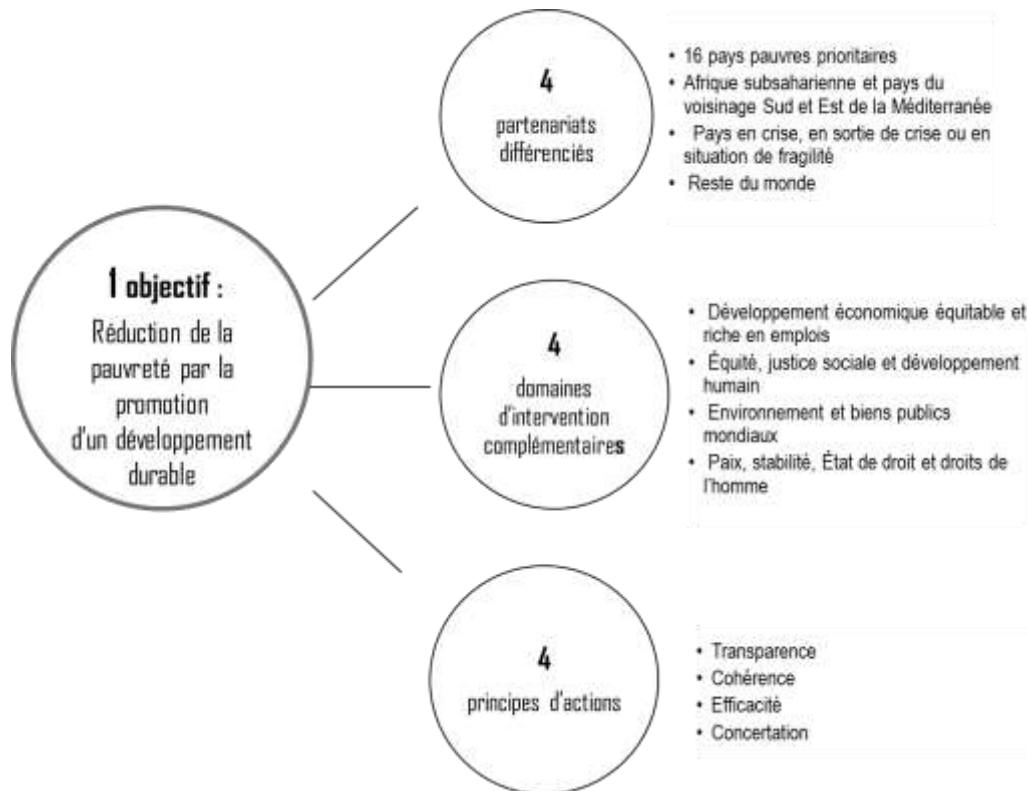 1 objectif :
Réduction de la
pauvreté par la
promotion
d'un développement
durable
4
partenariats
différenciés
• 16 pays pauvres prioritaires
• Afrique subsaharienne et pays du
voisinage Sud et Est de la Méditerranée
• Pays en crise, en sortie de crise ou en
situation de fragilité
• Reste du monde
4
domaines
d'intervention
complémentaires
• Développement économique équitable et
riche en emplois
• Équité, justice sociale et développement
humain
• Environnement et biens publics
mondiaux
• Paix, stabilité, État de droit et droits de
l'homme
4
principes d'actions
• Transparence
• Cohérence
• Efficacité
• Concertation